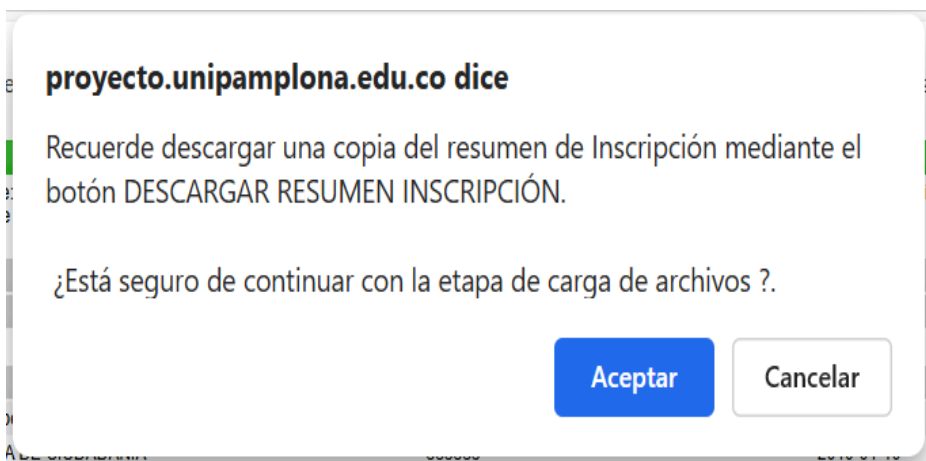 proyecto.unipamplona.edu.co dice
Recuerde descargar una copia del resumen de Inscripción mediante el
botón DESCARGAR RESUMEN INSCRIPCIÓN.
¿Está seguro de continuar con la etapa de carga de archivos ?.
Aceptar Cancelar